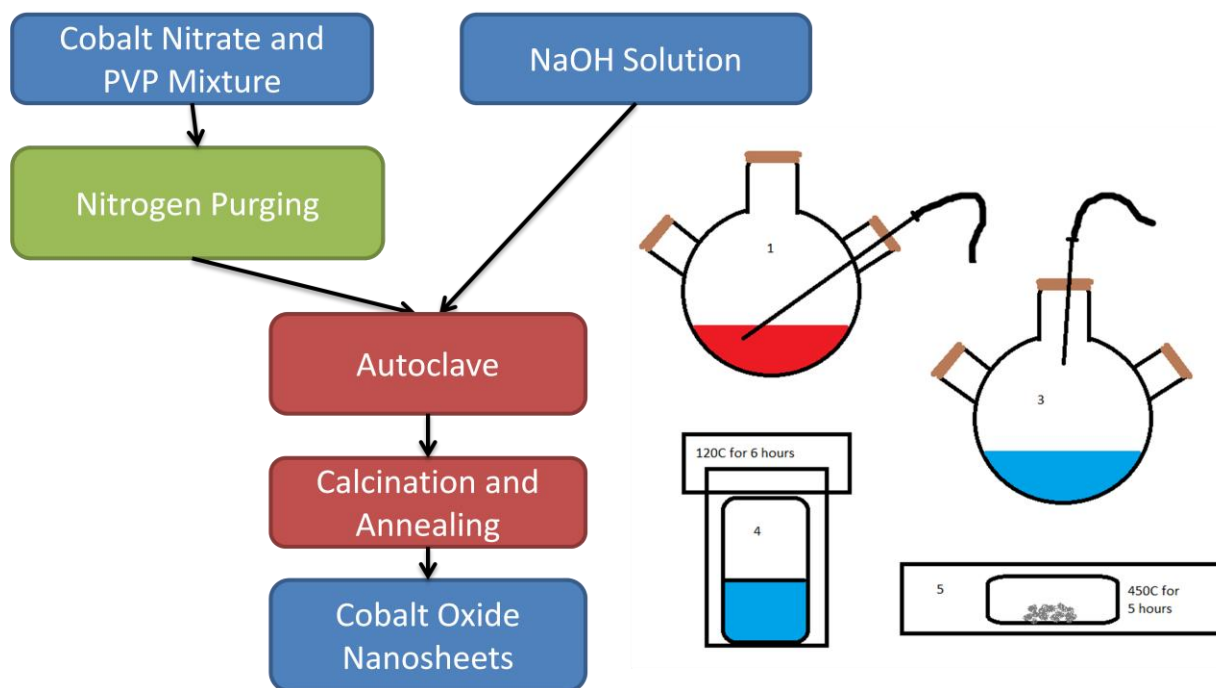 Cobalt Nitrate and
PVP Mixture
NaOH Solution
Nitrogen Purging
Autoclave
Calcination and
Annealing
Cobalt Oxide
Nanosheets
1
3
120C for 6 hours
4
5
450C for
5 hours